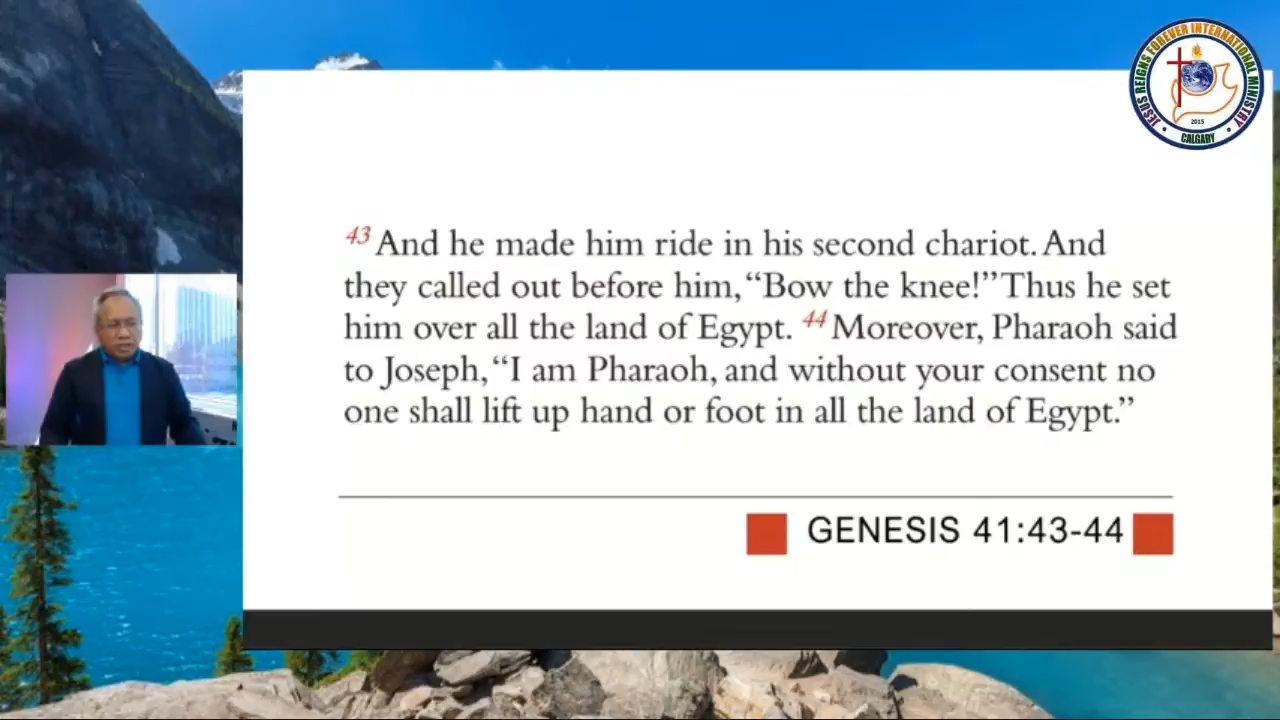 JESUS REIGNS FOREVER INTERNATIONAL MINISTRY
2015
CALGARY
43 And he made him ride in his second chariot. And
they called out before him, “Bow the knee!” Thus he set
him over all the land of Egypt. 44 Moreover, Pharaoh said
to Joseph, “I am Pharaoh, and without your consent no
one shall lift up hand or foot in all the land of Egypt.”
GENESIS 41:43-44